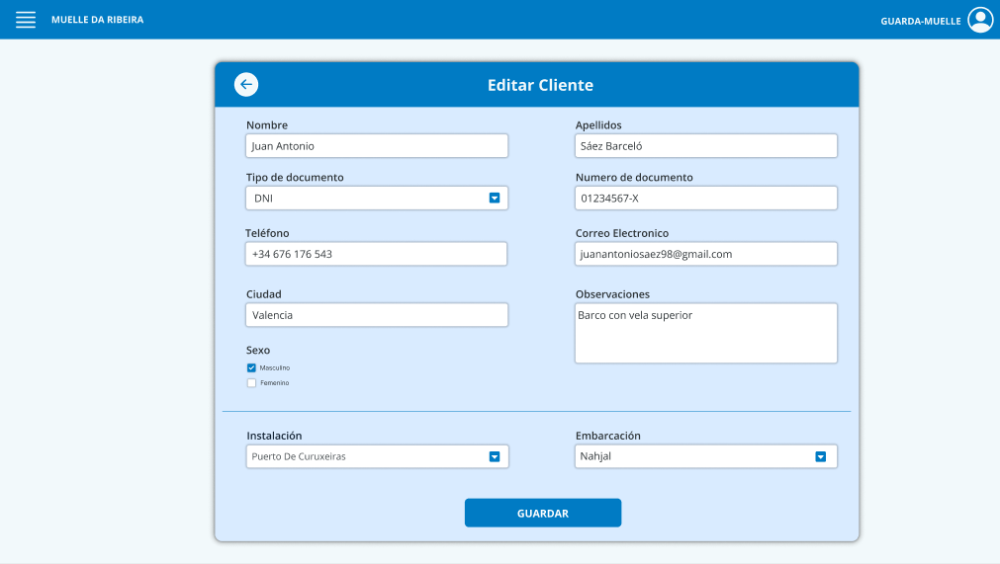 MUELLE DA RIBEIRA
GUARDA-MUELLE
Editar Cliente
Nombre
Juan Antonio
Apellidos
Sáez Barceló
Tipo de documento
DNI
Numero de documento
01234567-X
Teléfono
+34 676 176 543
Correo Electronico
juanantoniosaez98@gmail.com
Ciudad
Valencia
Observaciones
Barco con vela superior
Sexo
Masculino
Femenino
Instalación
Puerto De Curuxeiras
Embarcación
Nahjal
GUARDAR